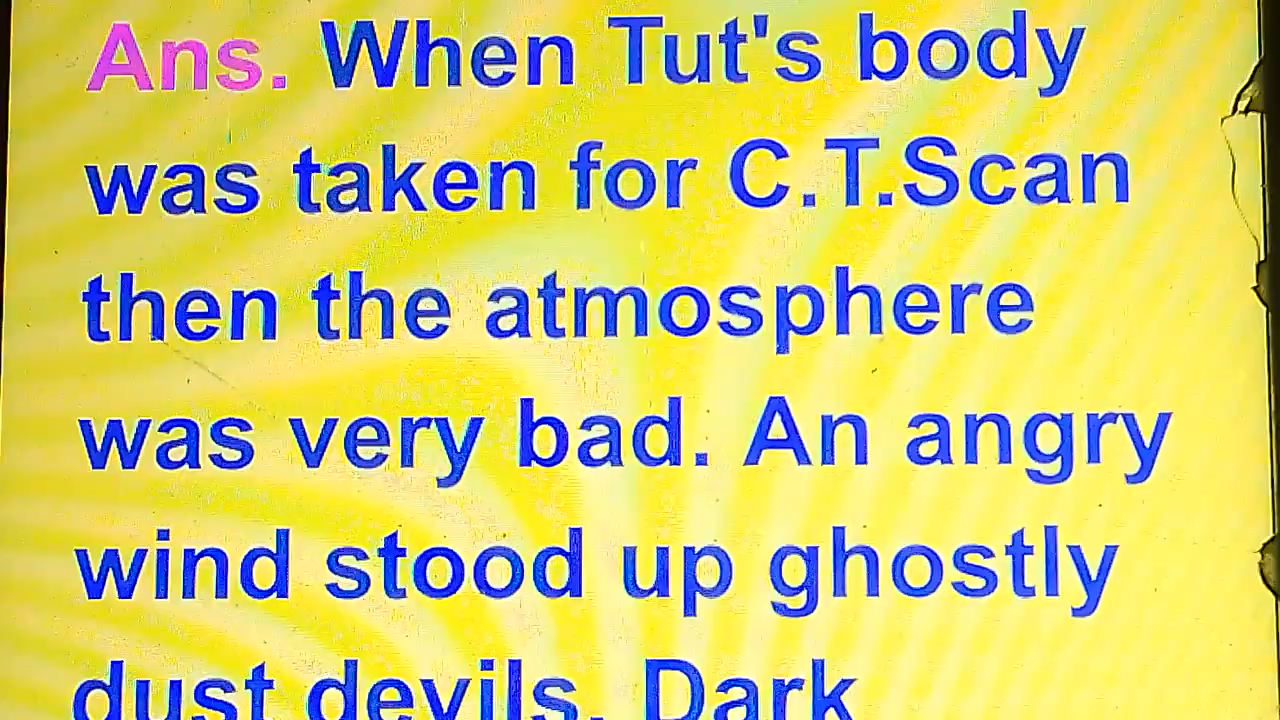 Ans. When Tut's body
was taken for C.T.Scan
then the atmosphere
was very bad. An angry
wind stood up ghostly
dust devils. Dark